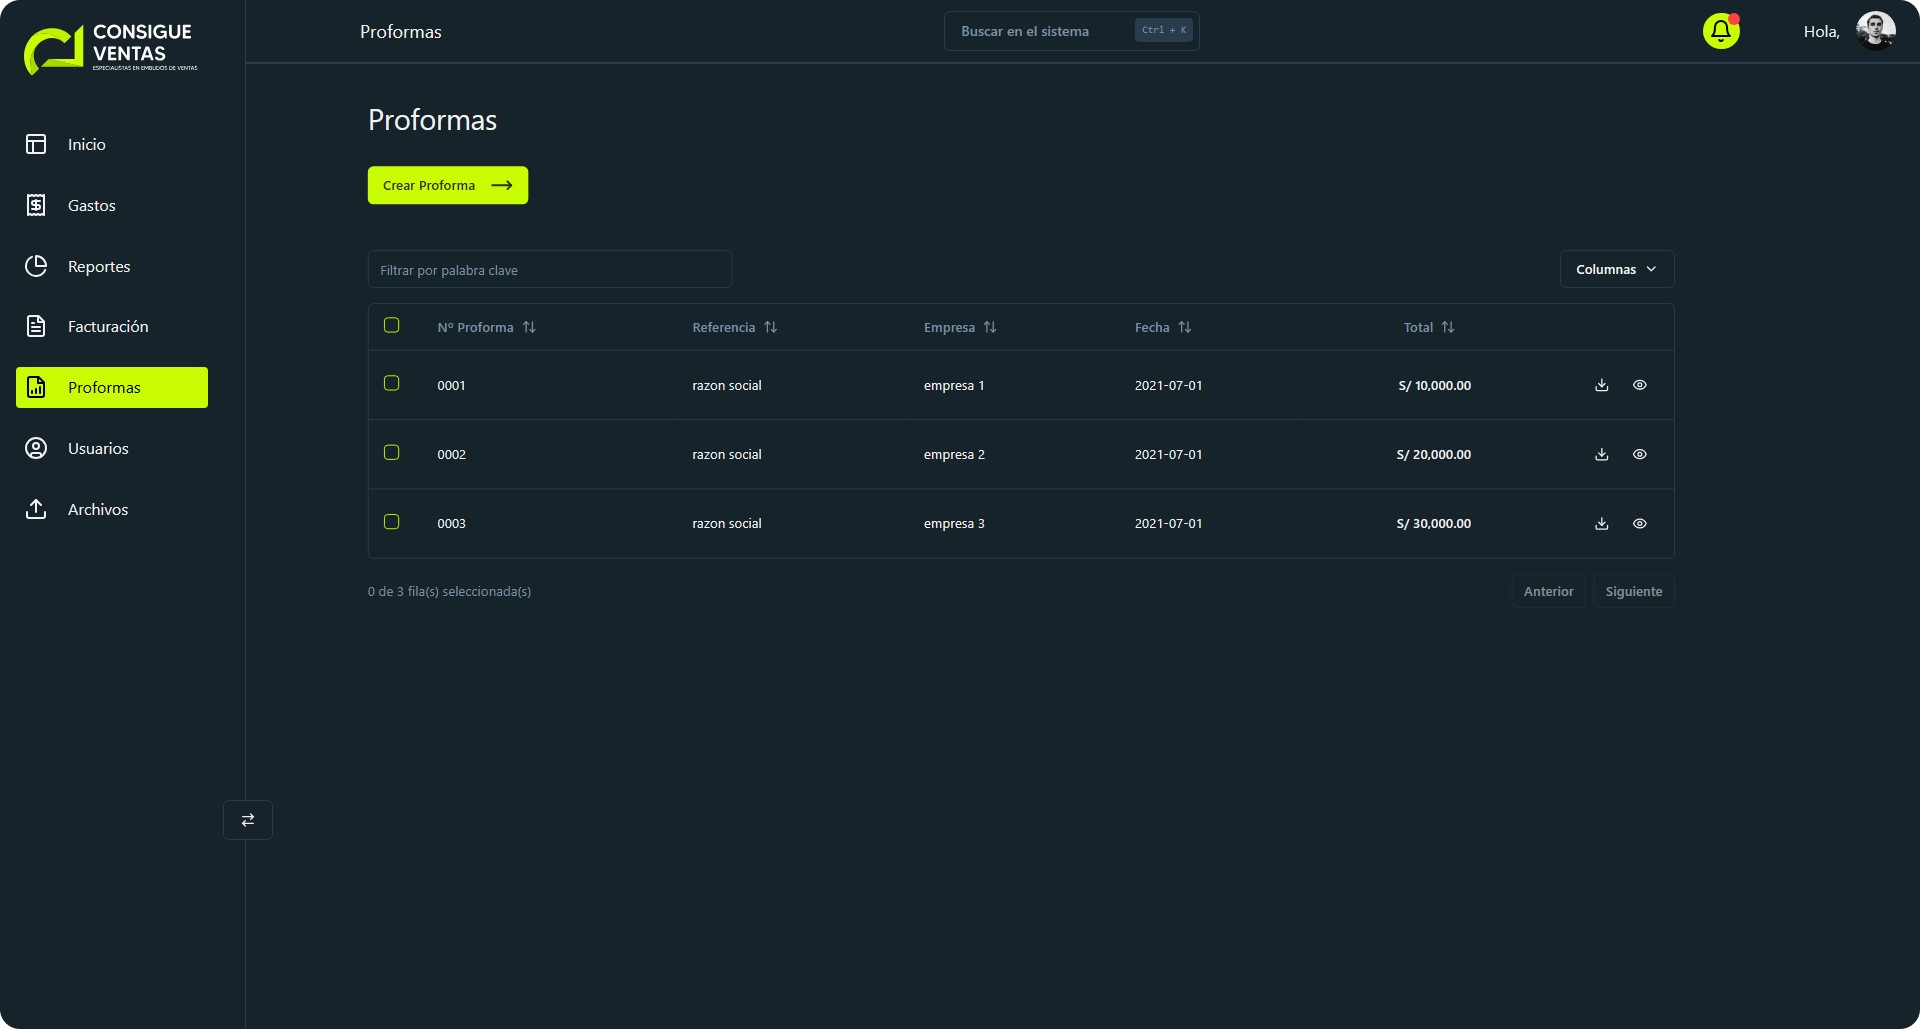 CONSIGUE
VENTAS
ESPECIALISTAS EN EMBUDOS DE VENTAS
Proformas
Buscar en el sistema
Ctrl + K
Hola,
Inicio
Gastos
Reportes
Facturación
Proformas
Usuarios
Archivos
Proformas
Crear Proforma
Filtrar por palabra clave
Columnas
Nº Proforma Referencia Empresa Fecha Total
0001 razon social empresa 1 2021-07-01 S/ 10,000.00
0002 razon social empresa 2 2021-07-01 S/ 20,000.00
0003 razon social empresa 3 2021-07-01 S/ 30,000.00
0 de 3 fila(s) seleccionada(s)
Anterior Siguiente